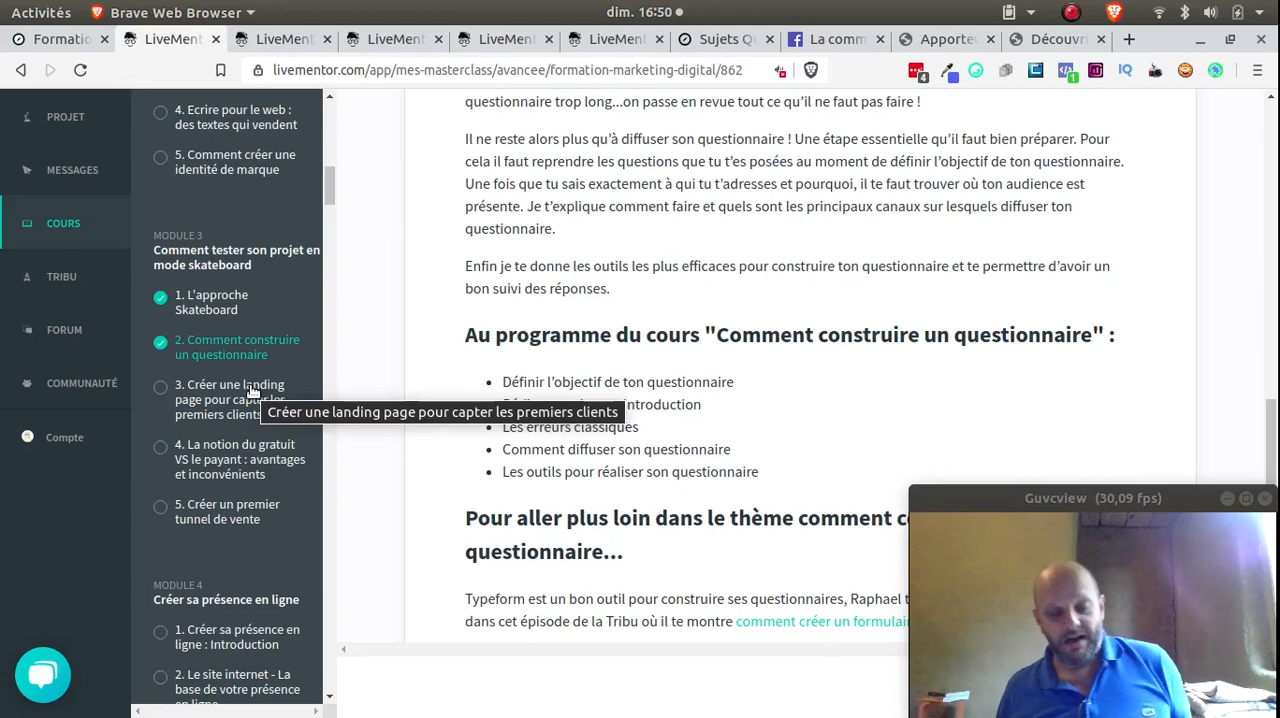 Activités
Brave Web Browser
dim. 16:50
Formatio
LiveMent
LiveMent
LiveMent
LiveMent
LiveMent
Sujets Qu
La comm
Apporteu
Découvri
livementor.com/app/mes-masterclass/avancee/formation-marketing-digital/862
4
1
IQ
PROJET
MESSAGES
COURS
TRIBU
FORUM
COMMUNAUTÉ
Compte
4. Ecrire pour le web :
des textes qui vendent
5. Comment créer une
identité de marque
MODULE 3
Comment tester son projet en
mode skateboard
1. L'approche
Skateboard
2. Comment construire
un questionnaire
3. Créer une landing
page pour capter les
premiers clients
4. La notion du gratuit
VS le payant : avantages
et inconvénients
5. Créer un premier
tunnel de vente
MODULE 4
Créer sa présence en ligne
1. Créer sa présence en
ligne : Introduction
2. Le site internet - La
base de votre présence
en ligne
Créer une landing page pour capter les premiers clients
questionnaire trop long...on passe en revue tout ce qu’il ne faut pas faire !
Il ne reste alors plus qu’à diffuser son questionnaire ! Une étape essentielle qu’il faut bien préparer. Pour
cela il faut reprendre les questions que tu t’es posées au moment de définir l’objectif de ton questionnaire.
Une fois que tu sais exactement à qui tu t’adresses et pourquoi, il te faut trouver où ton audience est
présente. Je t’explique comment faire et quels sont les principaux canaux sur lesquels diffuser ton
questionnaire.
Enfin je te donne les outils les plus efficaces pour construire ton questionnaire et te permettre d’avoir un
bon suivi des réponses.
Au programme du cours "Comment construire un questionnaire" :
Définir l’objectif de ton questionnaire
introduction
Les erreurs classiques
Comment diffuser son questionnaire
Les outils pour réaliser son questionnaire
Pour aller plus loin dans le thème comment
questionnaire...
Typeform est un bon outil pour construire ses questionnaires, Raphael
dans cet épisode de la Tribu où il te montre comment créer un formulai
Guvcview (30,09 fps)